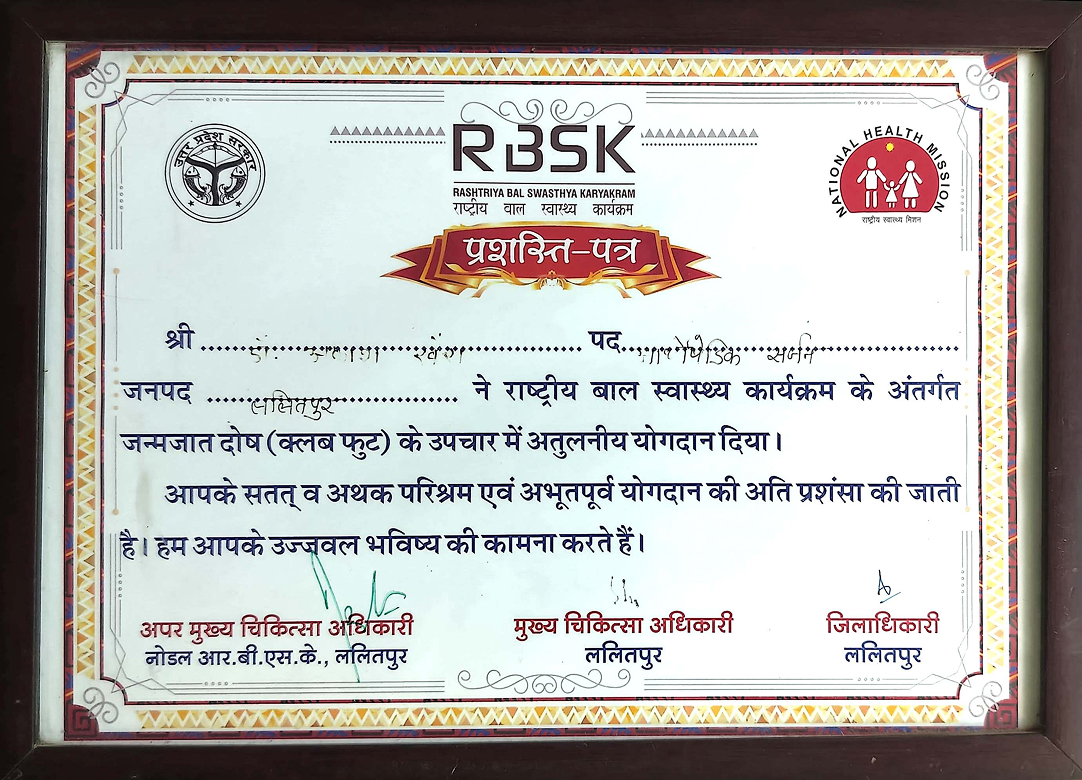 उत्तर प्रदेश सरकार
RBSK
RASHTRIYA BAL SWASTHYA KARYAKRAM
राष्ट्रीय वाल स्वास्थ्य कार्यक्रम
NATIONAL HEALTH MISSION
राष्ट्रीय स्वास्थ्य मिशन
प्रशस्ति-पत्र
श्री डॉ. पद सर्जन
जनपद ललितपुर ने राष्ट्रीय बाल स्वास्थ्य कार्यक्रम के अंतर्गत
जन्मजात दोष (क्लब फुट) के उपचार में अतुलनीय योगदान दिया।
आपके सतत् व अथक परिश्रम एवं अभूतपूर्व योगदान की अति प्रशंसा की जाती
है। हम आपके उज्जवल भविष्य की कामना करते हैं।
अपर मुख्य चिकित्सा अधिकारी
नोडल आर.बी.एस.के., ललितपुर
मुख्य चिकित्सा अधिकारी
ललितपुर
जिलाधिकारी
ललितपुर